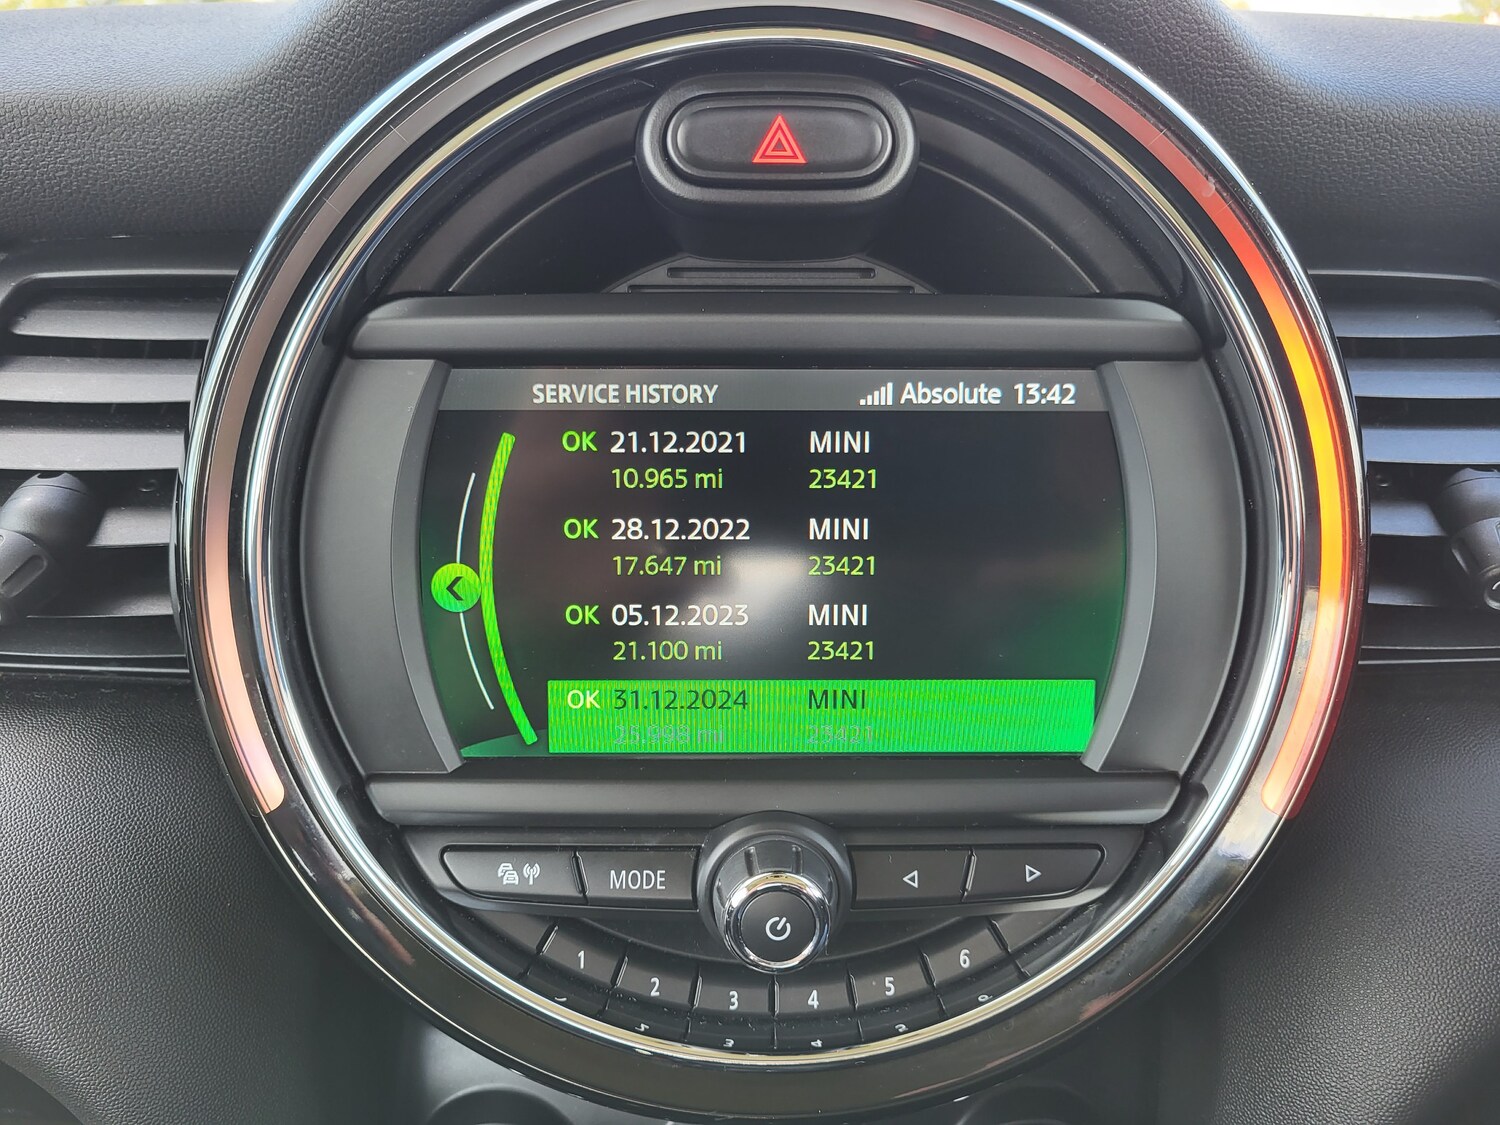 SERVICE HISTORY Absolute 13:42
OK 21.12.2021 MINI
10.965 mi 23421
OK 28.12.2022 MINI
17.647 mi 23421
OK 05.12.2023 MINI
21.100 mi 23421
OK 31.12.2024 MINI
25.998 mi 23421
MODE
1 2 3 4 5 6